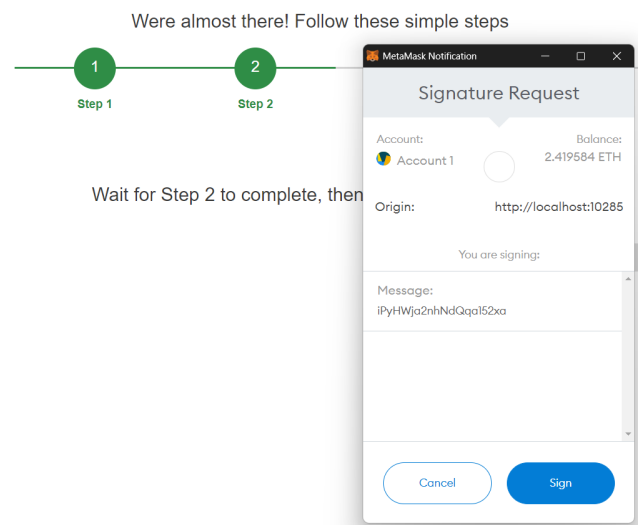 Were almost there! Follow these simple steps
1
2
Step 1
Step 2
Wait for Step 2 to complete, then
MetaMask Notification
Signature Request
Account:
Balance:
Account 1
2.419584 ETH
Origin:
http://localhost:10285
You are signing:
Message:
iPyHWja2nhNdQqa152xa
Cancel
Sign